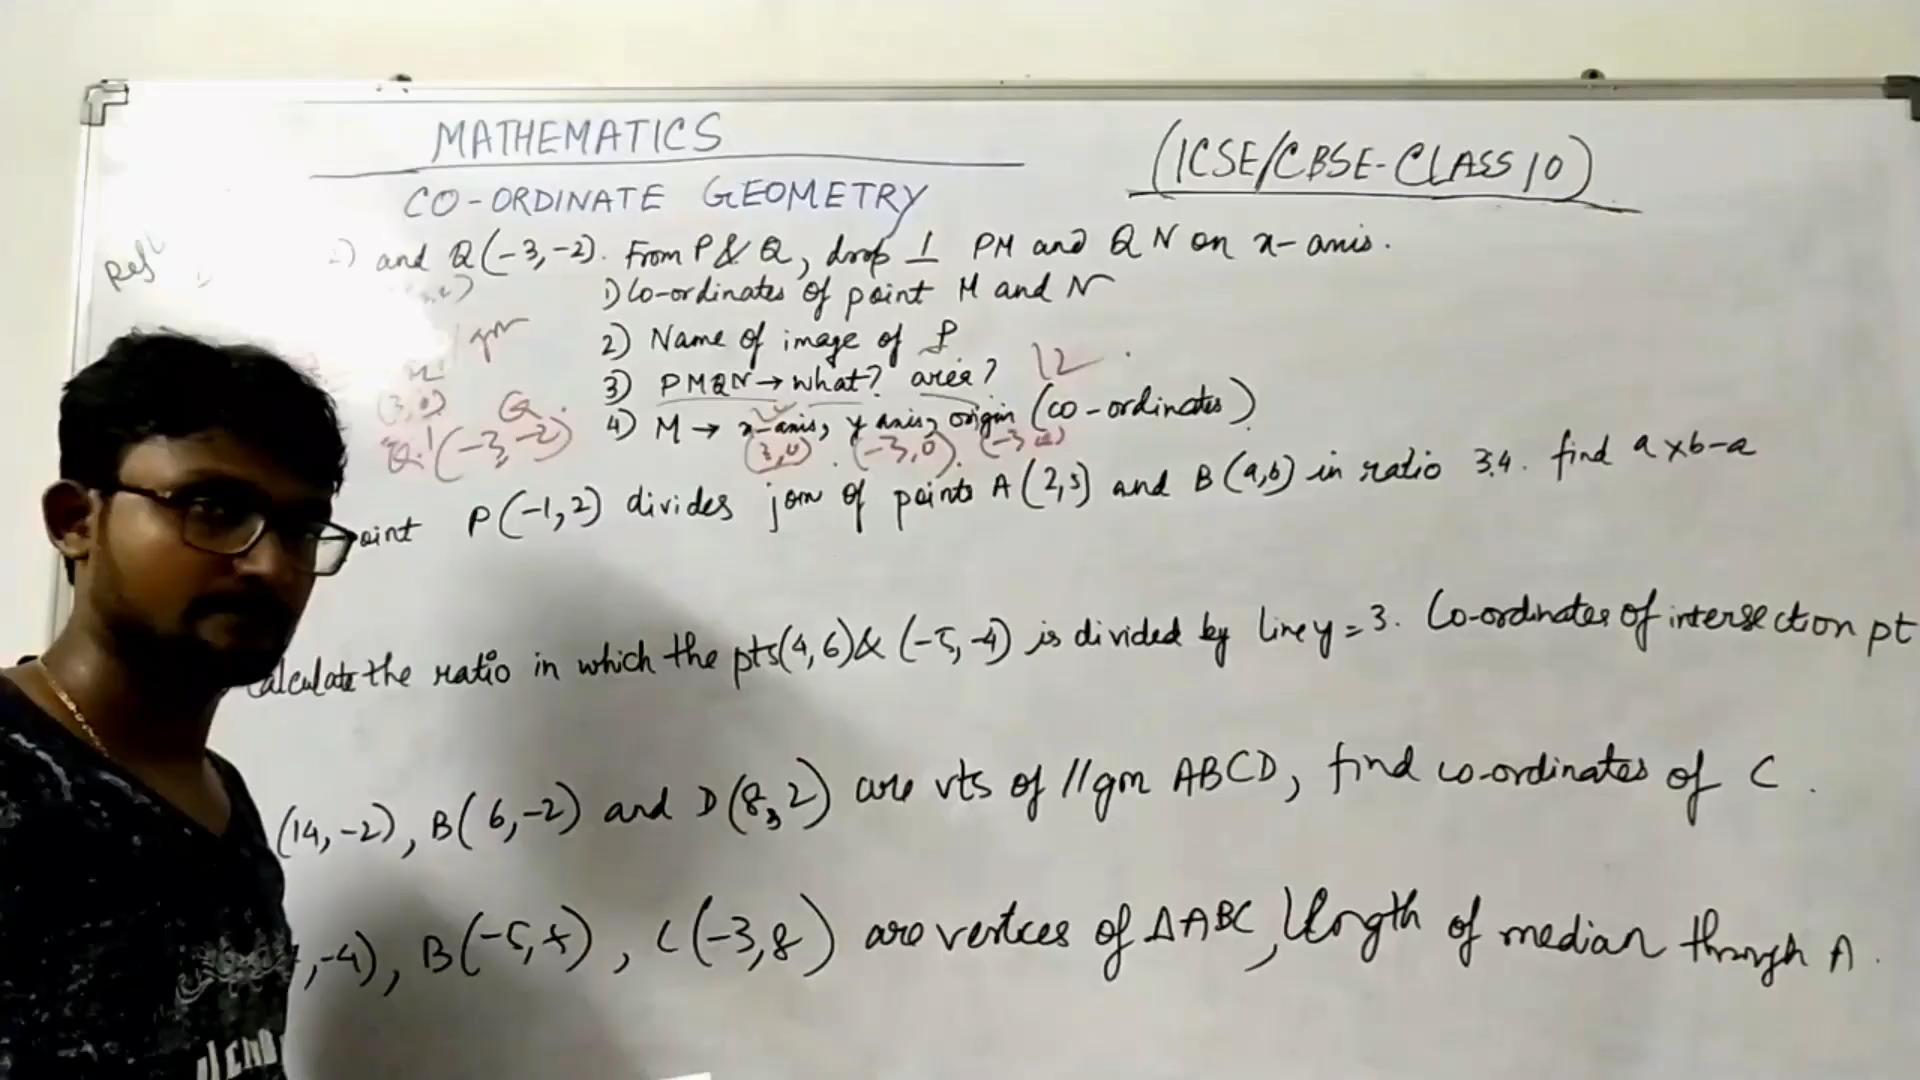 MATHEMATICS
(ICSE/CBSE-CLASS 10)
CO-ORDINATE GEOMETRY
Ref
2) and Q(-3,-2). From P & Q, drop ⊥ PM and QN on x-axis.
1) Co-ordinates of point M and N
2) Name of image of P
3) PMQN → what? area? 12
4) M → x-axis, y axis, origin (co-ordinates)
(3,0)
Q
Q'(-3,-2)
(3,0). (-3,0).
oint P(-1,2) divides join of points A(2,5) and B(a,b) in ratio 3:4. find a x b-a
alculate the ratio in which the pts(4,6)& (-5,-4) is divided by line y=3. Co-ordinates of intersection pt
(14,-2), B(6,-2) and D(8,2) are vts of //gm ABCD, find co-ordinates of C.
,-4), B(-5, ), C(-3,8) are vertices of ΔABC, length of median through A.